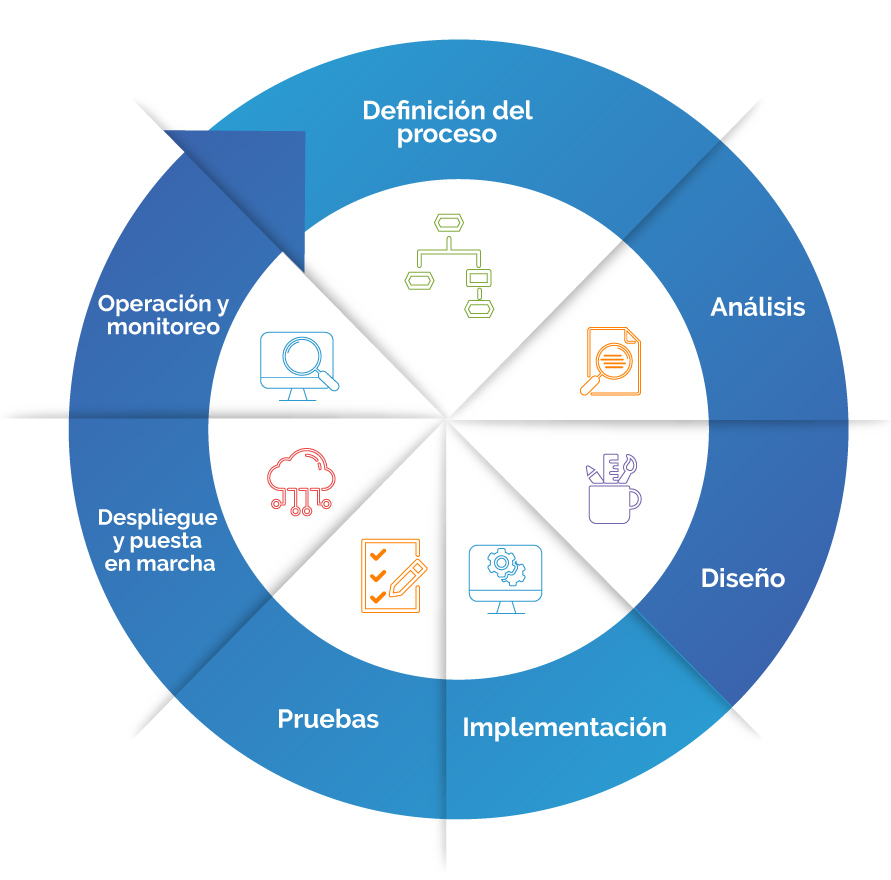 Definición del
proceso
Análisis
Diseño
Implementación
Pruebas
Despliegue
y puesta
en marcha
Operación y
monitoreo